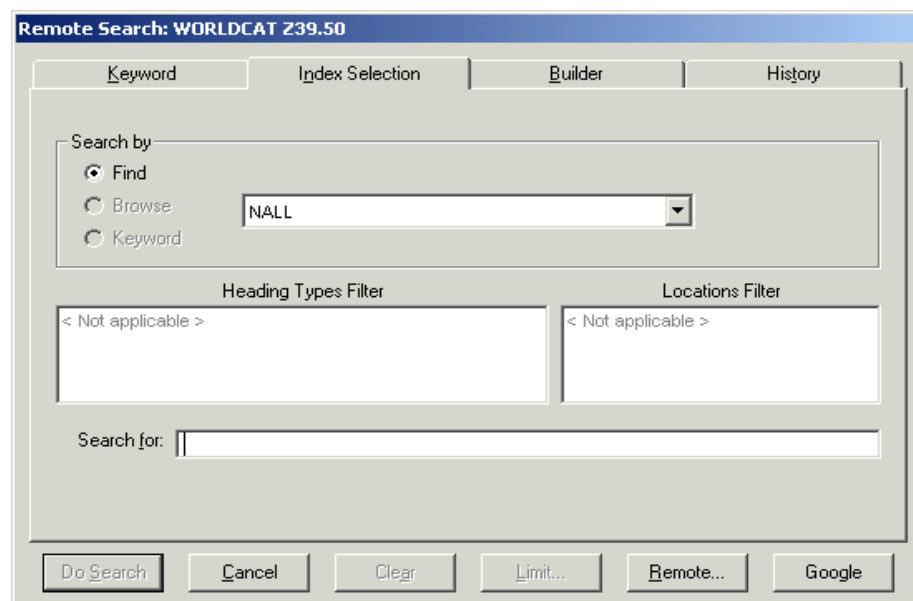 Remote Search: WORLDCAT Z39.50
Keyword Index Selection Builder History
Search by
Find
Browse
NALL
Keyword
Heading Types Filter Locations Filter
< Not applicable > < Not applicable >
Search for:
Do Search Cancel Clear Limit... Remote... Google